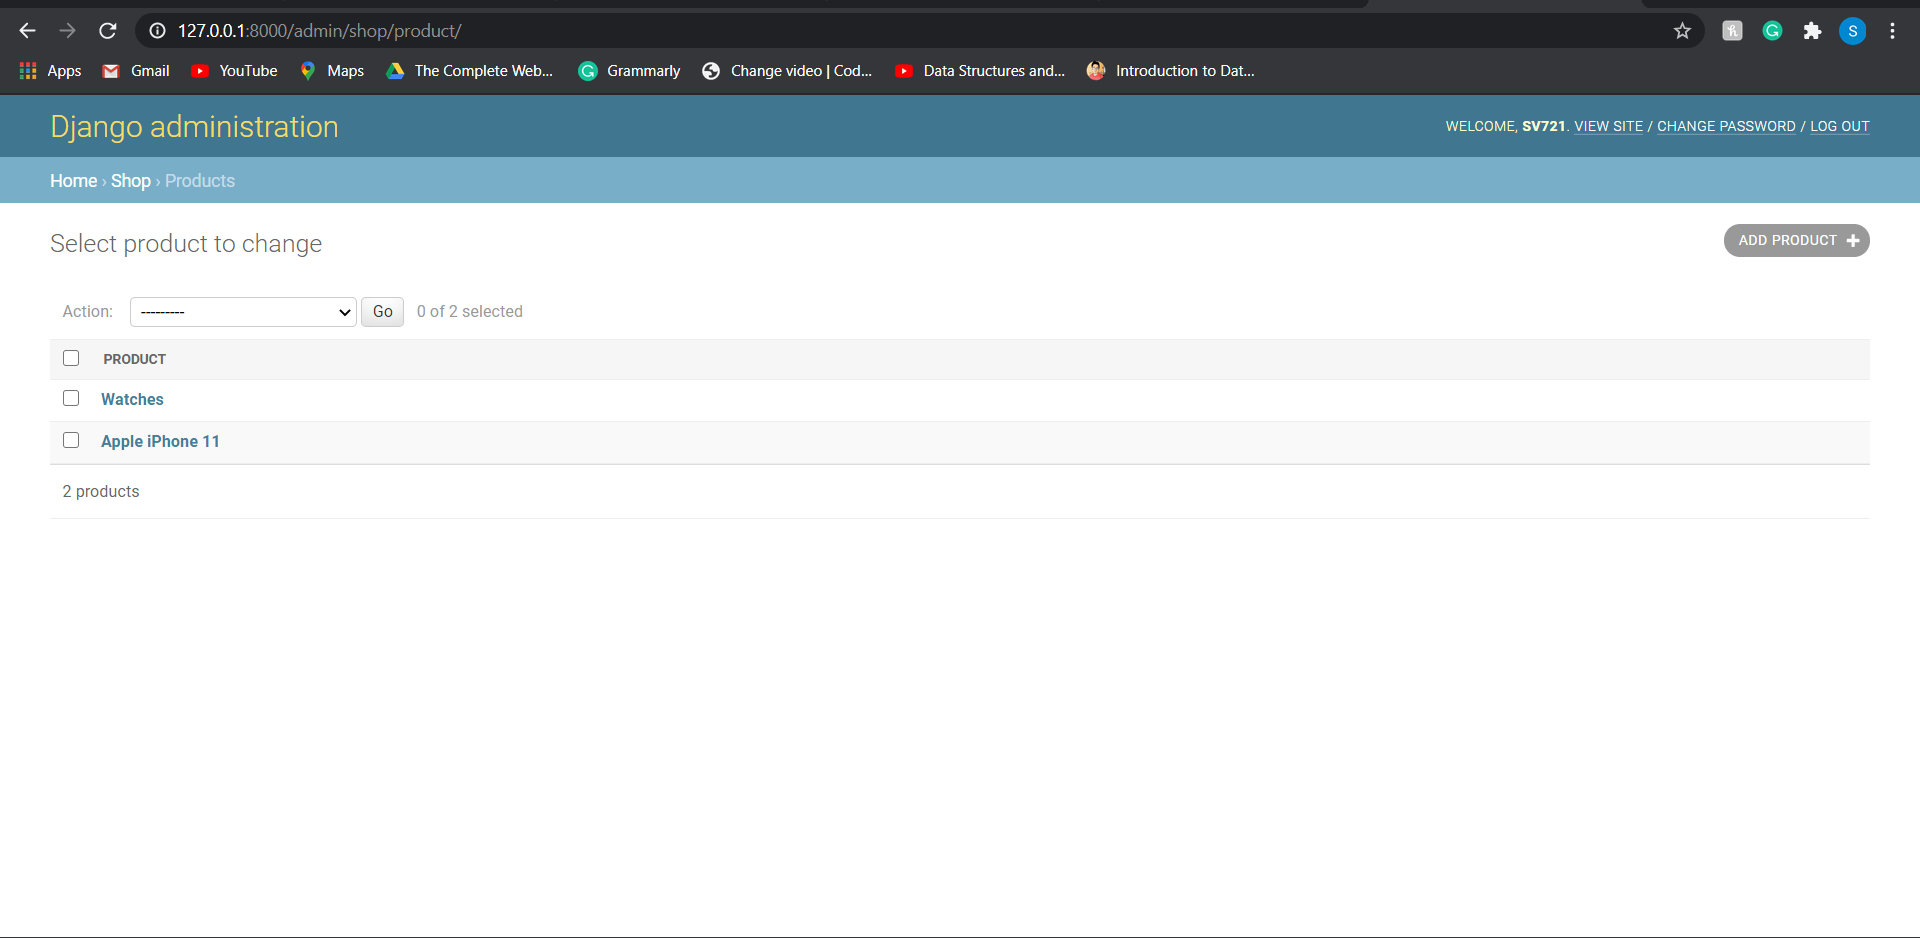 127.0.0.1:8000/admin/shop/product/
S
Apps Gmail YouTube Maps The Complete Web... Grammarly Change video | Cod... Data Structures and... Introduction to Dat...
Django administration
WELCOME, SV721. VIEW SITE / CHANGE PASSWORD / LOG OUT
Home › Shop › Products
Select product to change
ADD PRODUCT +
Action: --------- Go 0 of 2 selected
PRODUCT
Watches
Apple iPhone 11
2 products